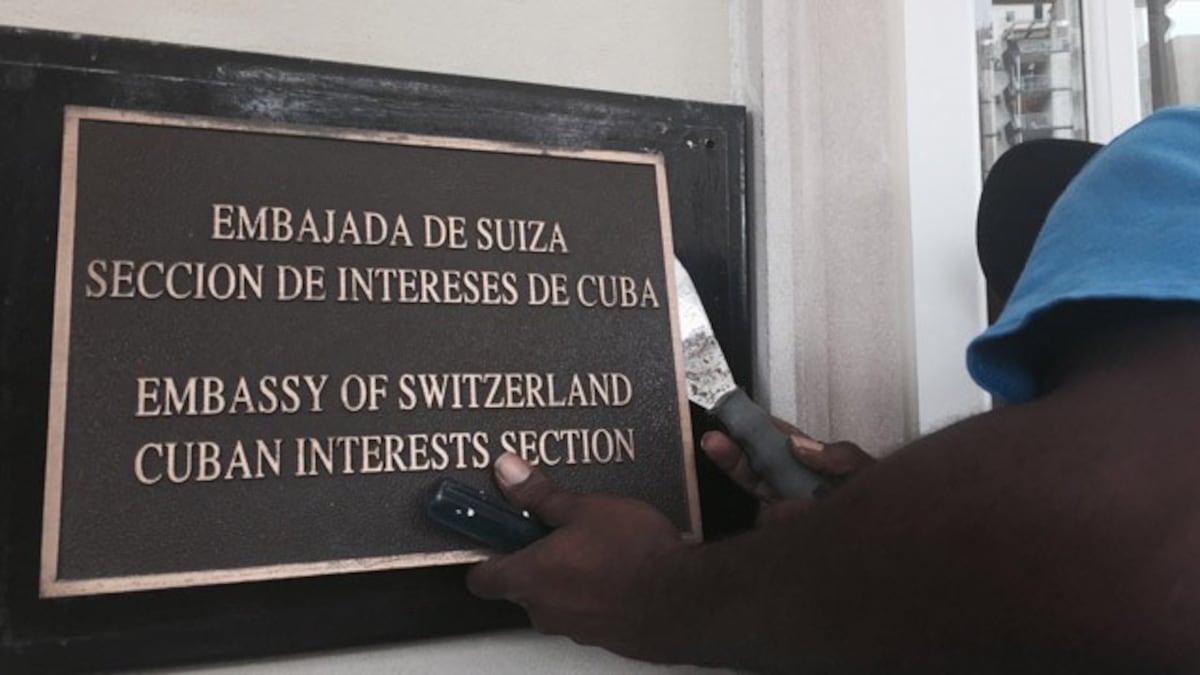 EMBAJADA DE SUIZA
SECCION DE INTERESES DE CUBA
EMBASSY OF SWITZERLAND
CUBAN INTERESTS SECTION